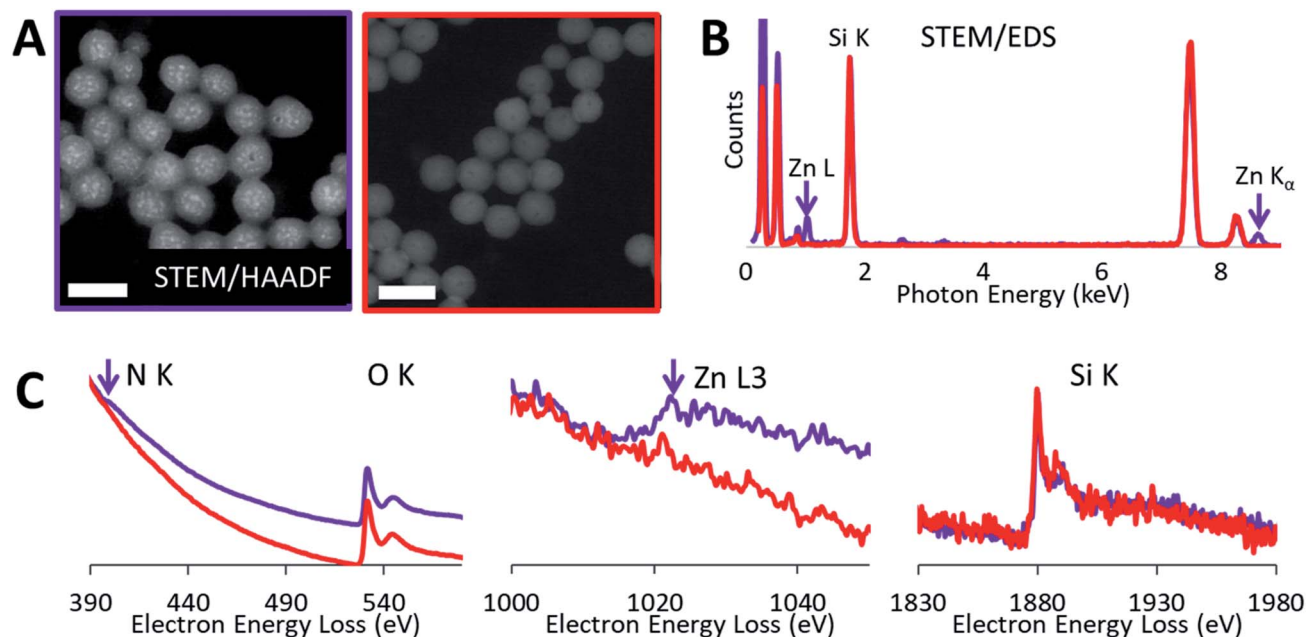 A
STEM/HAADF
B
STEM/EDS
Si K
Zn L
Zn Kα
Counts
0 2 4 6 8
Photon Energy (keV)
C
N K O K
390 440 490 540
Electron Energy Loss (eV)
Zn L3
1000 1020 1040
Electron Energy Loss (eV)
Si K
1830 1880 1930 1980
Electron Energy Loss (eV)